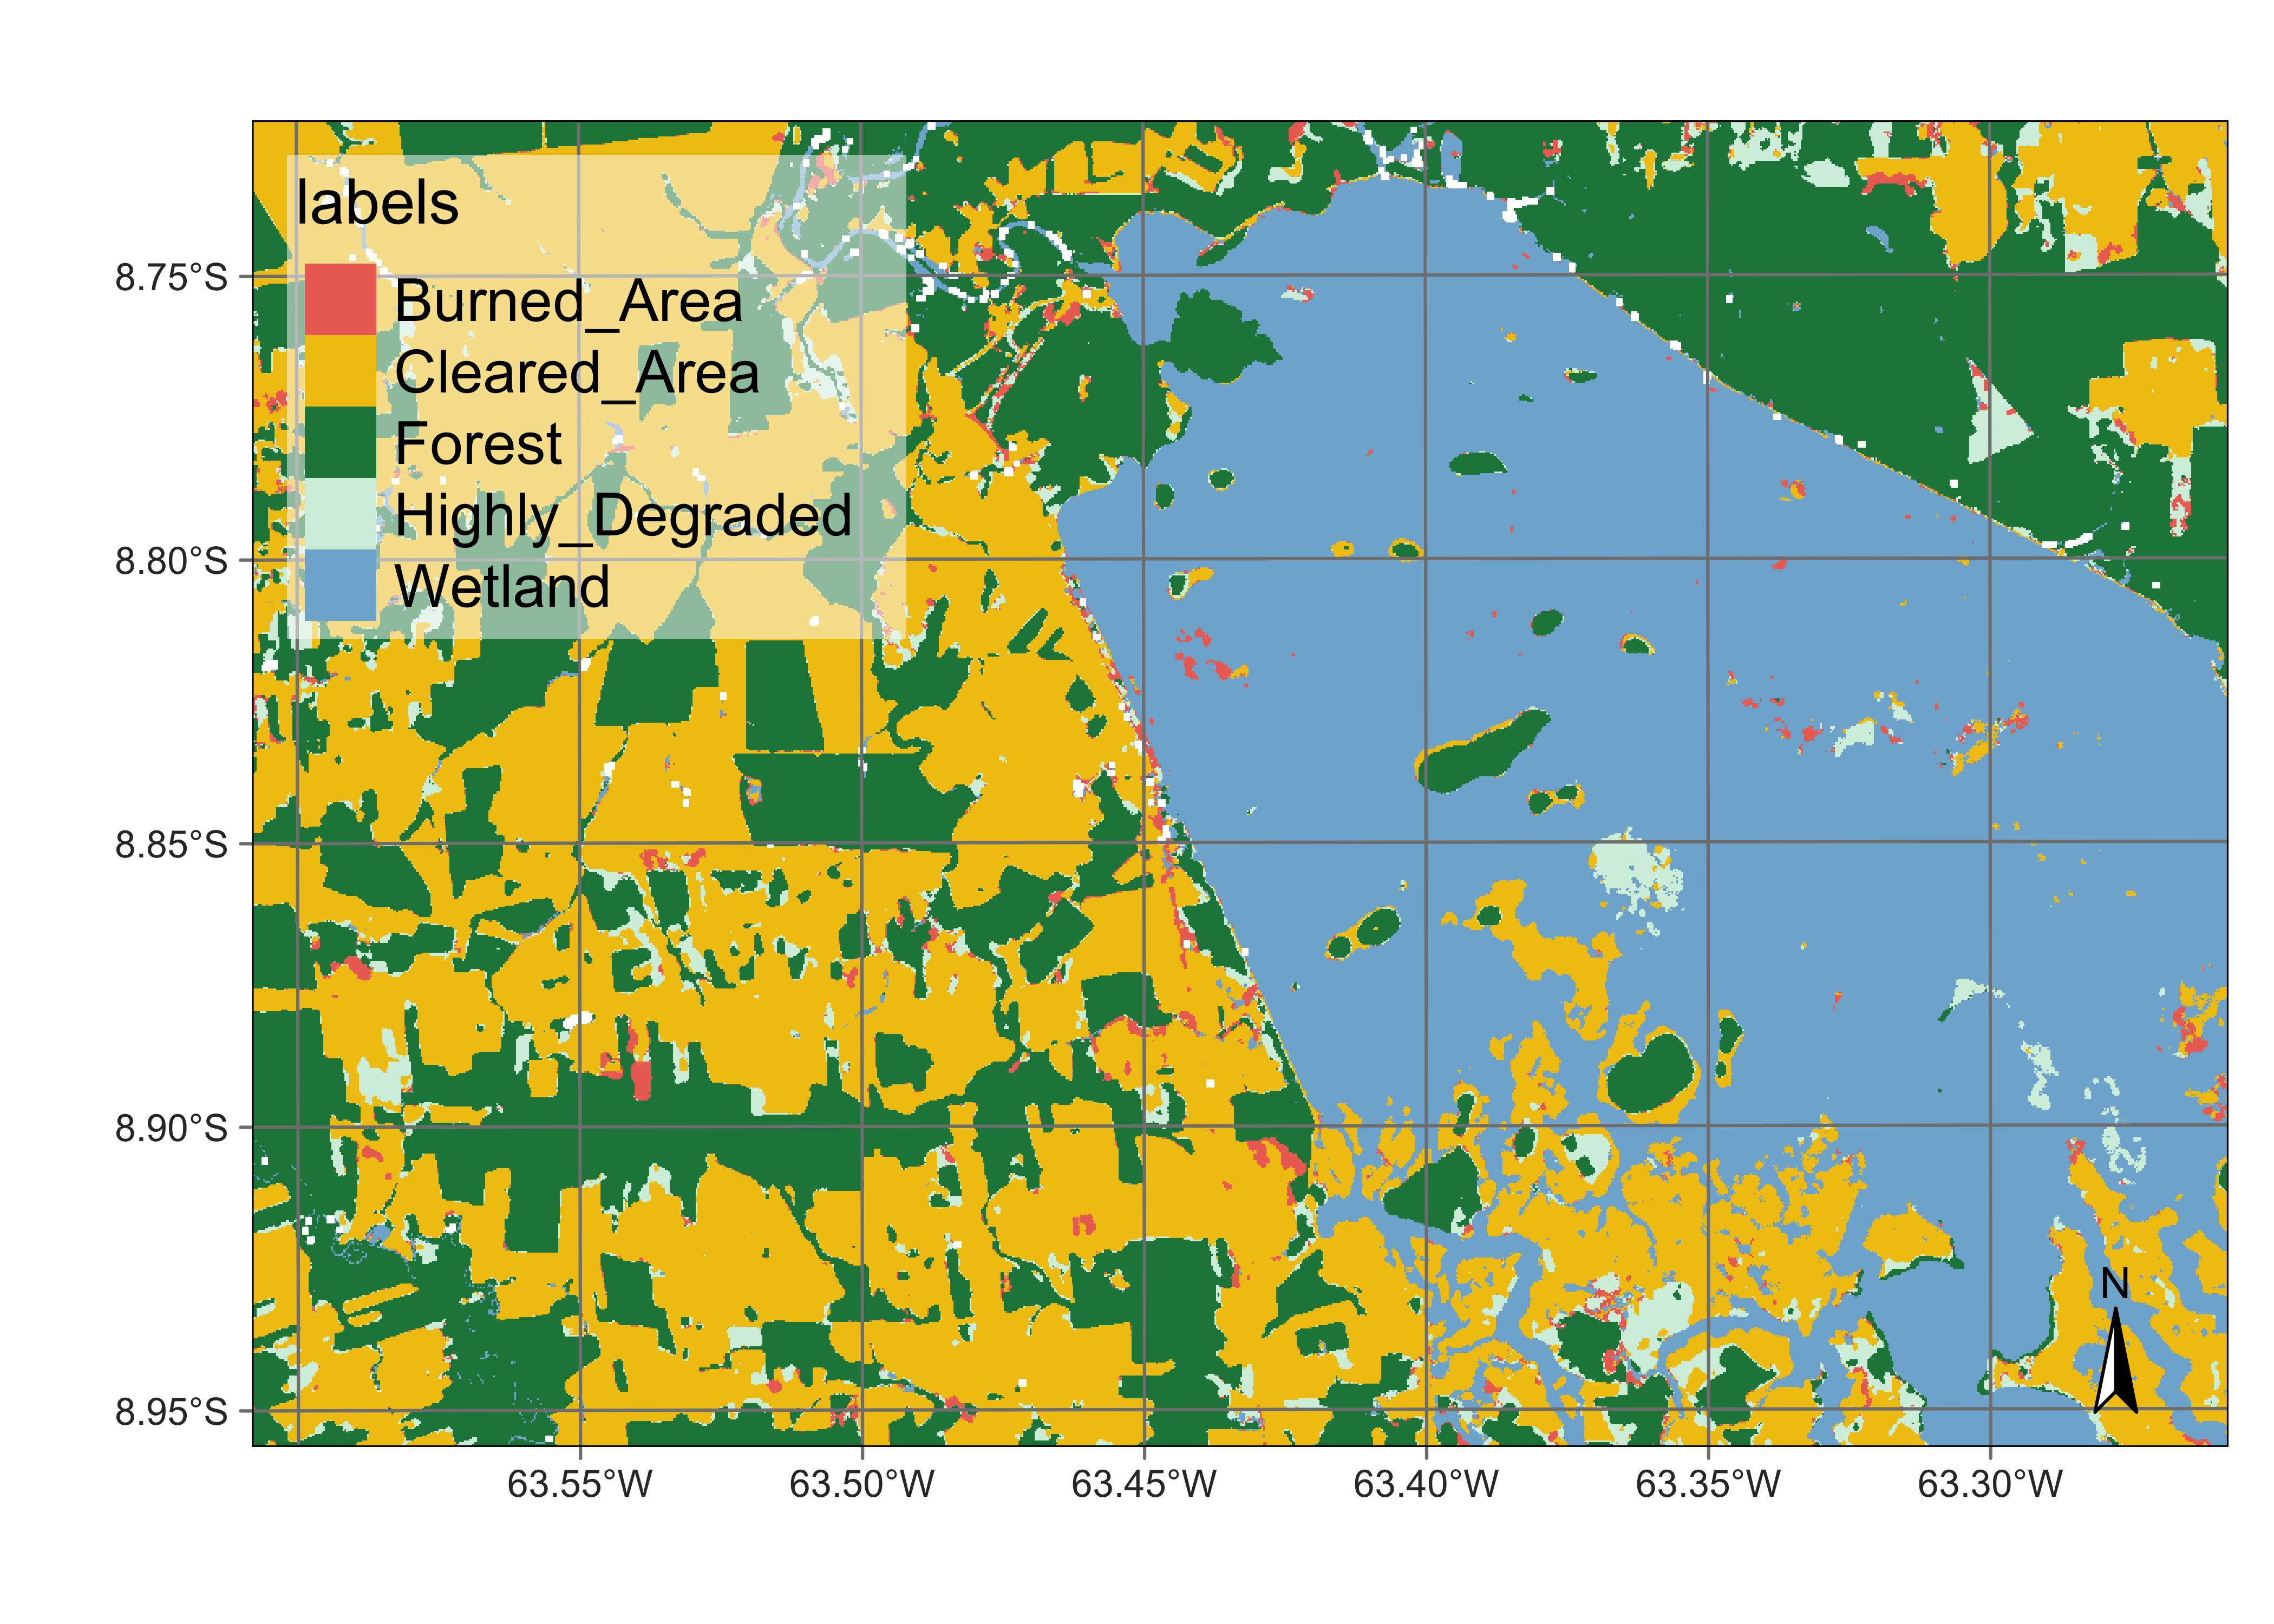 labels
Burned_Area
Cleared_Area
Forest
Highly_Degraded
Wetland
8.75°S
8.80°S
8.85°S
8.90°S
8.95°S
N
63.55°W 63.50°W 63.45°W 63.40°W 63.35°W 63.30°W